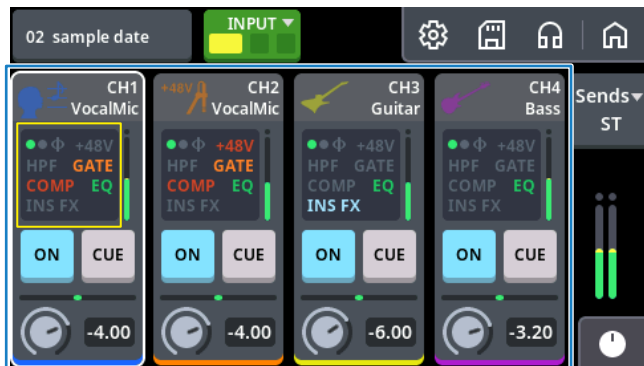 02 sample date
INPUT
CH1
VocalMic
+48V
HPF GATE
COMP EQ
INS FX
ON CUE
-4.00
+48V
CH2
VocalMic
+48V
HPF GATE
COMP EQ
INS FX
ON CUE
-4.00
CH3
Guitar
+48V
HPF GATE
COMP EQ
INS FX
ON CUE
-6.00
CH4
Bass
+48V
HPF GATE
COMP EQ
INS FX
ON CUE
-3.20
Sends
ST